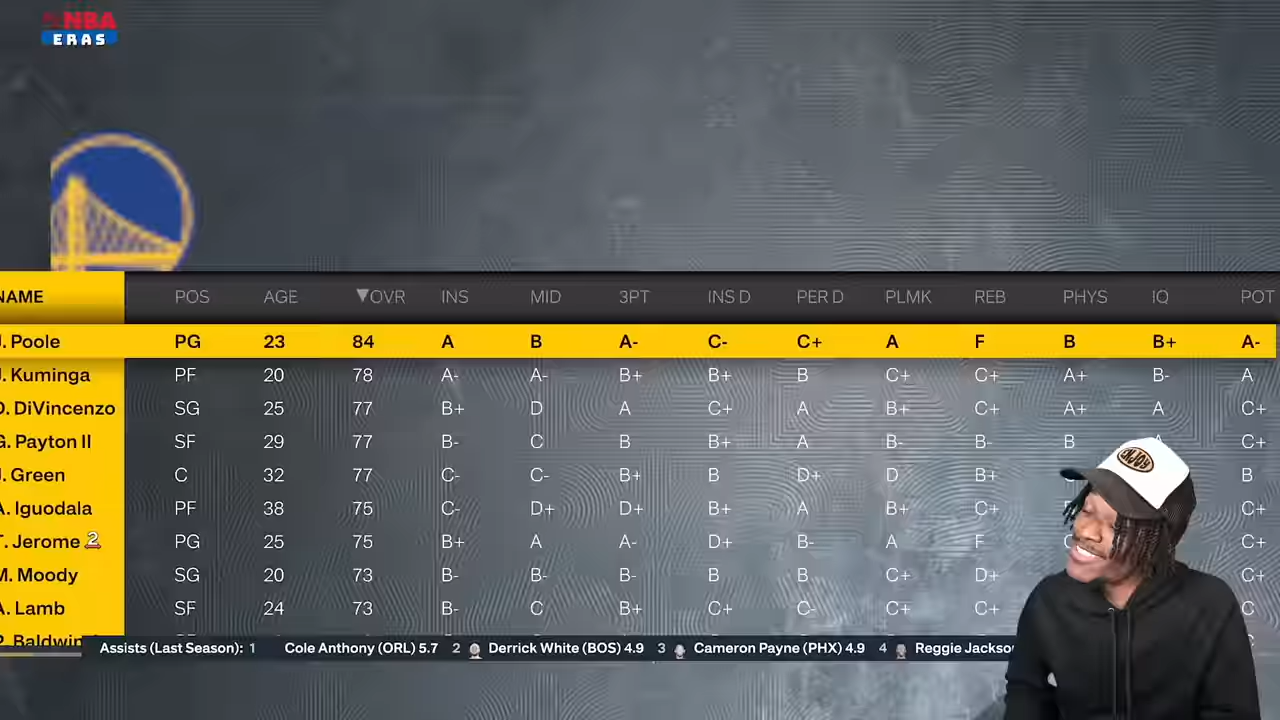 NBA
ERAS
NAME POS AGE ▼OVR INS MID 3PT INS D PER D PLMK REB PHYS IQ POT
J. Poole PG 23 84 A B A- C- C+ A F B B+ A-
J. Kuminga PF 20 78 A- A- B+ B+ B C+ C+ A+ B- A
D. DiVincenzo SG 25 77 B+ D A C+ A B+ C+ A+ A C+
G. Payton II SF 29 77 B- C B B+ A B- B- B A C+
J. Green C 32 77 C- C- B+ B D+ D B+ B
A. Iguodala PF 38 75 C- D+ D+ B+ A B+ C+ C+
T. Jerome 2 PG 25 75 B+ A A- D+ B- A F C+
M. Moody SG 20 73 B- B- B- B B C+ D+ C+
A. Lamb SF 24 73 B- C B+ C+ C- C+ C+ C
P. Baldwin
Assists (Last Season): 1 Cole Anthony (ORL) 5.7 2 Derrick White (BOS) 4.9 3 Cameron Payne (PHX) 4.9 4 Reggie Jackso